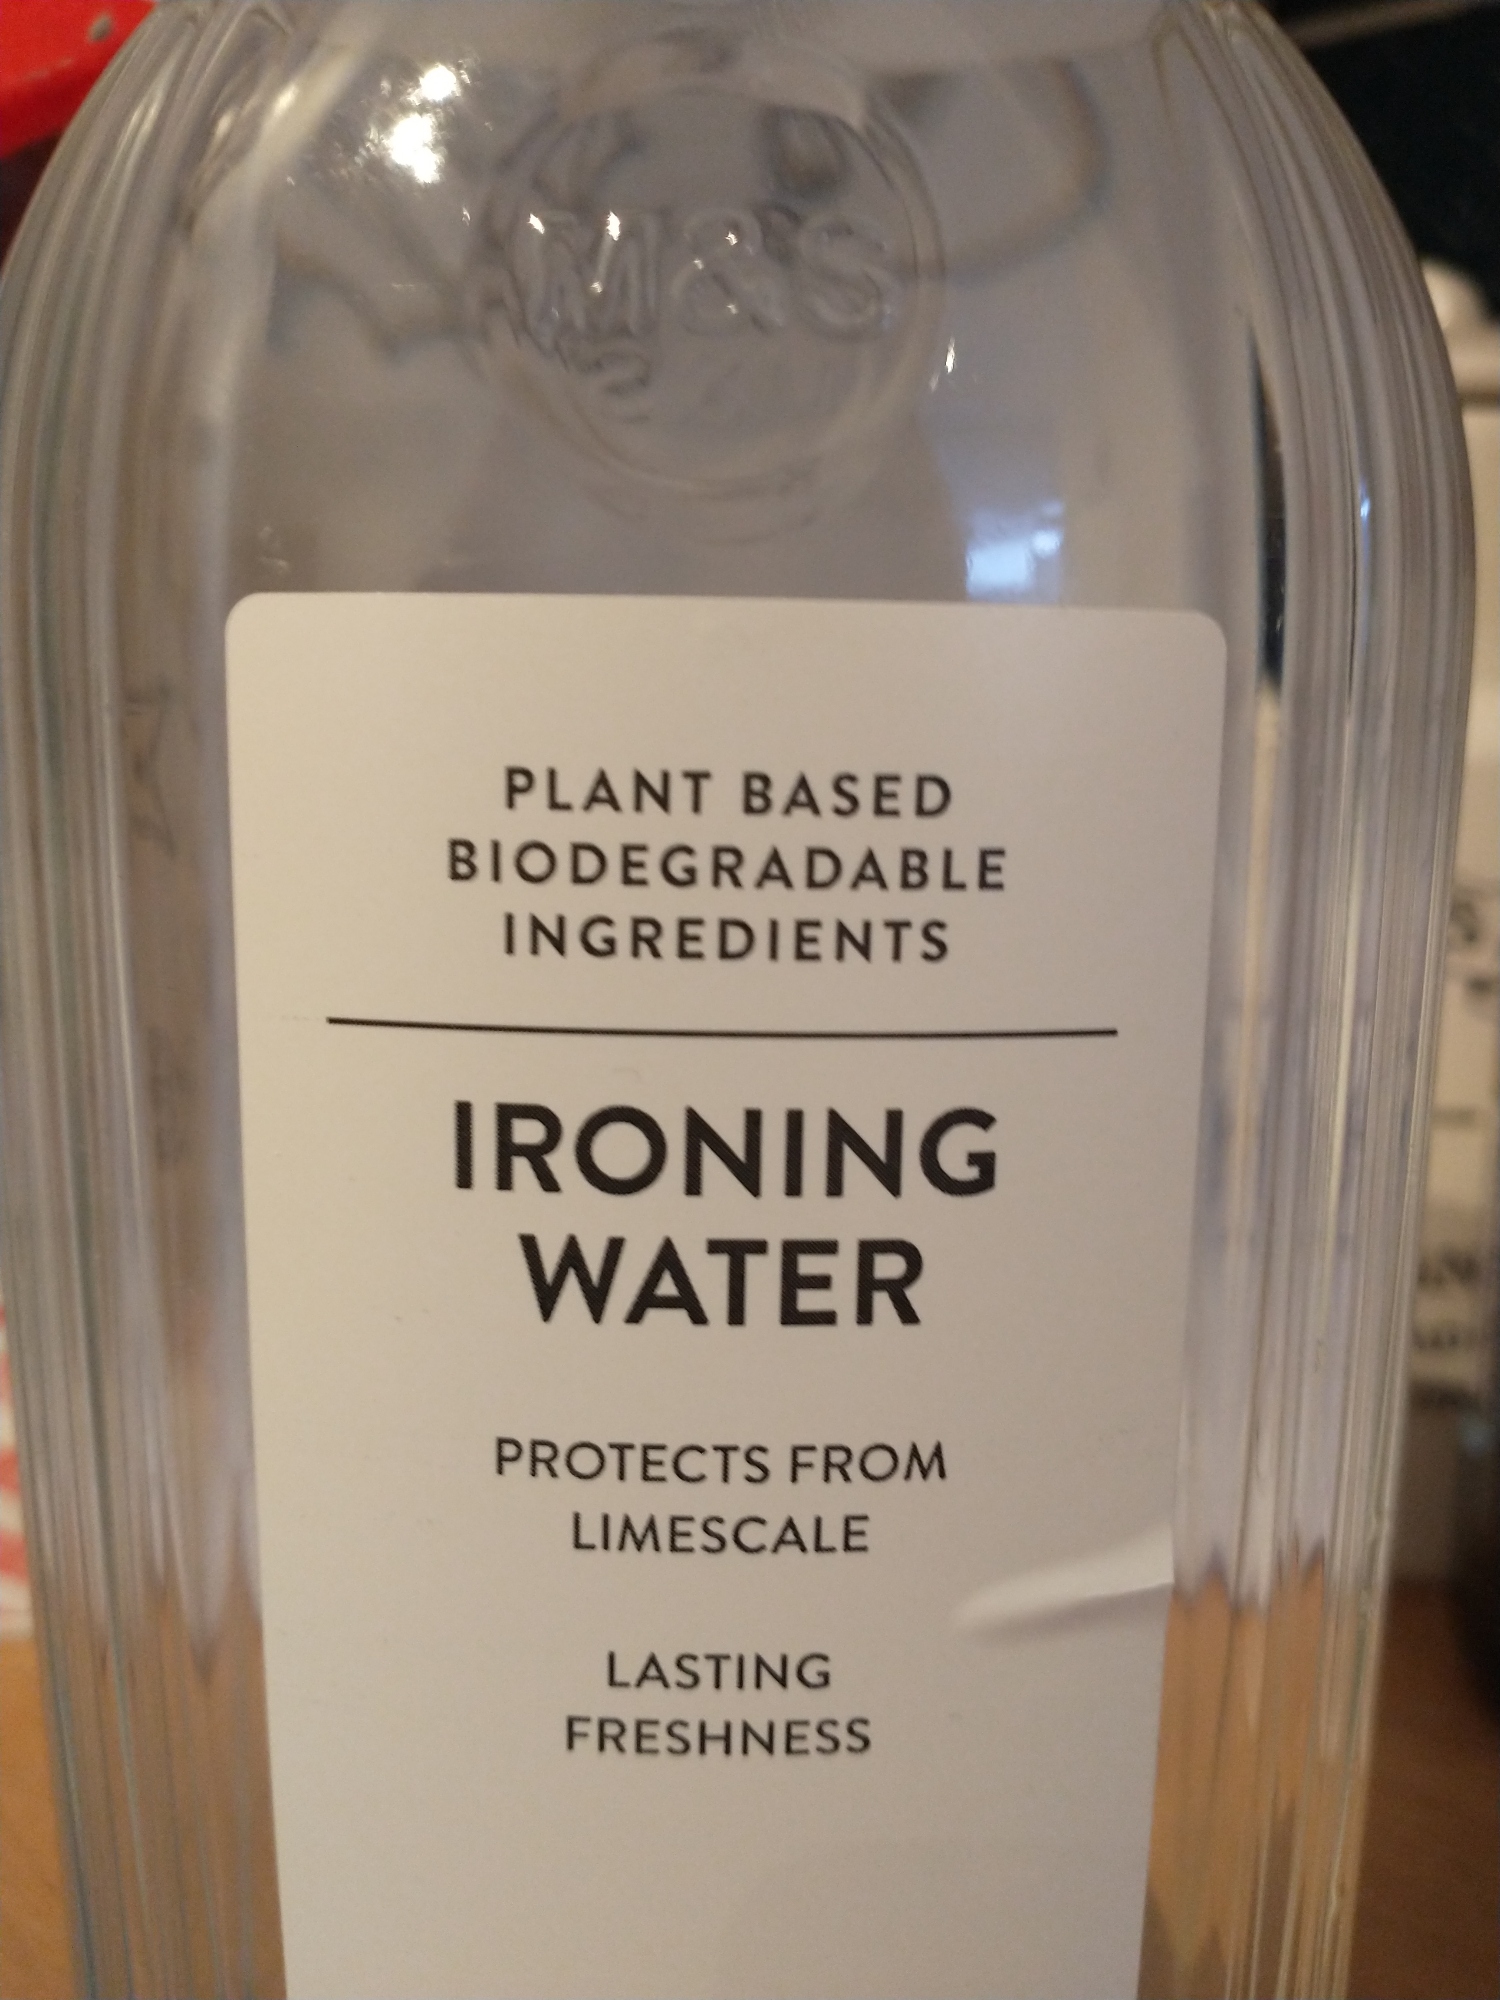 M&S
PLANT BASED
BIODEGRADABLE
INGREDIENTS
IRONING
WATER
PROTECTS FROM
LIMESCALE
LASTING
FRESHNESS